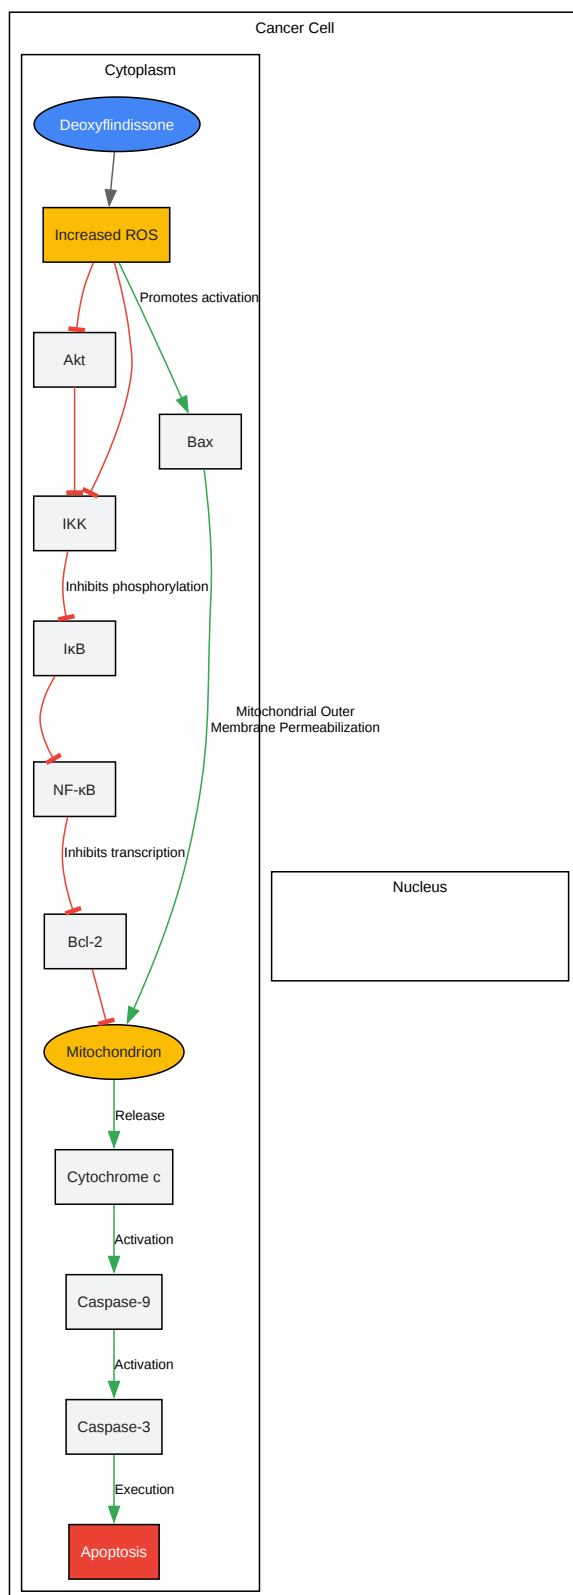 Cancer Cell
Cytoplasm
Deoxyflindissone
Increased ROS
Promotes activation
Akt
Bax
IKK
Inhibits phosphorylation
IκB
Mitochondrial Outer
Membrane Permeabilization
NF-κB
Inhibits transcription
Nucleus
Bcl-2
Mitochondrion
Release
Cytochrome c
Activation
Caspase-9
Activation
Caspase-3
Execution
Apoptosis